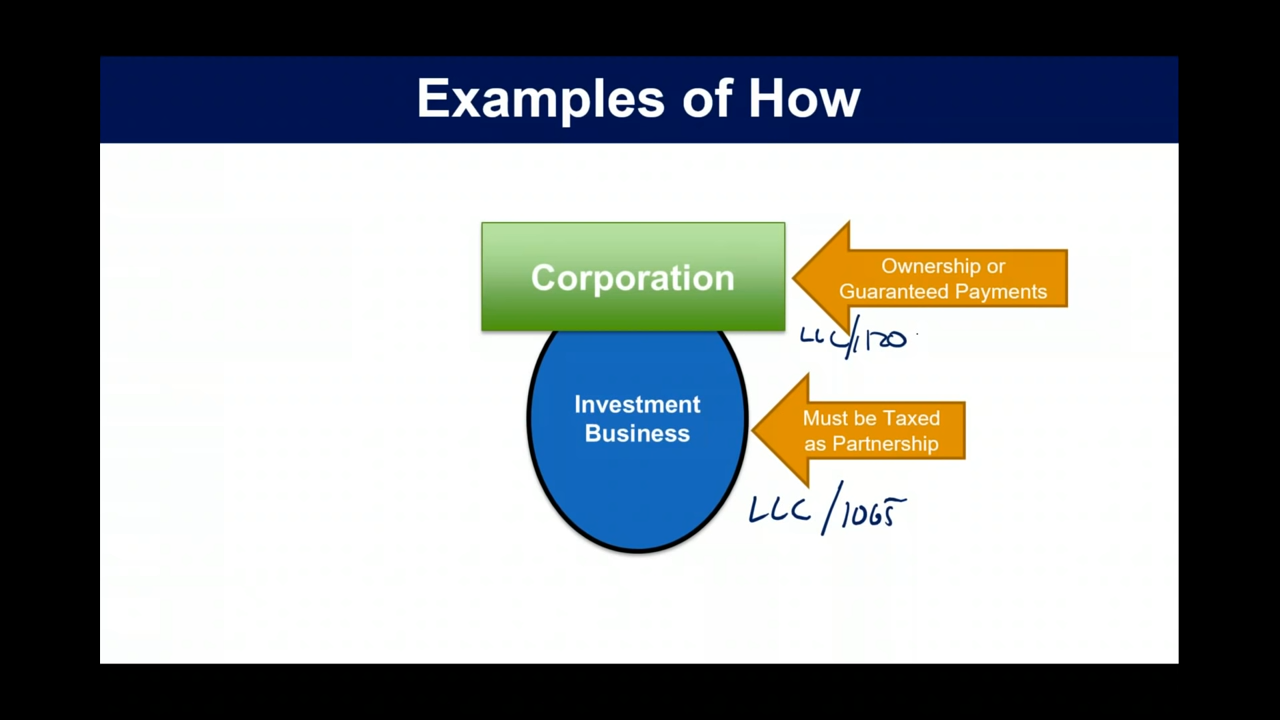 Examples of How
Corporation
Ownership or
Guaranteed Payments
LLC/1120
Investment
Business
Must be Taxed
as Partnership
LLC/1065